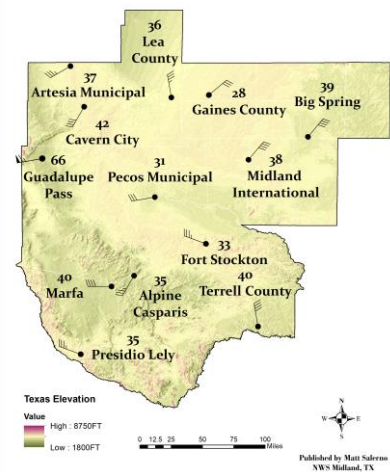 36
Lea
County
37
Artesia Municipal
28
Gaines County
39
Big Spring
42
Cavern City
66
Guadalupe
Pass
31
Pecos Municipal
38
Midland
International
33
Fort Stockton
40
Marfa
35
Alpine
Casparis
40
Terrell County
35
Presidio Lely
Texas Elevation
Value
High : 8750FT
Low : 1800FT
0 12.5 25 50 75 100
Miles
N
W E
S
Published by Matt Salerno
NWS Midland, TX